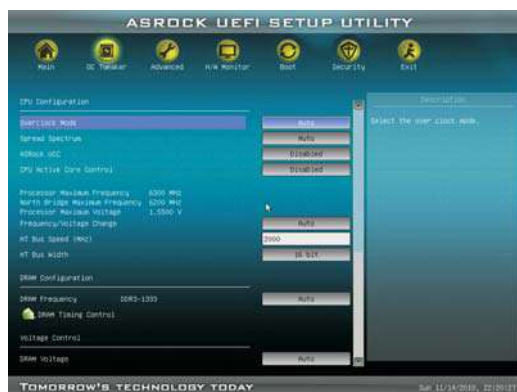 ASROCK UEFI SETUP UTILITY
Main OC Tweaker Advanced H/W Monitor Boot Security Exit
CPU Configuration
Description
Overclock Mode Auto
Select the over clock mode.
Spread Spectrum Auto
ASRock UCC Disabled
CPU Active Core Control Disabled
Processor Maximum Frequency 6300 MHz
North Bridge Maximum Frequency 6200 MHz
Processor Maximum Voltage 1.5500 V
Frequency/Voltage Change Auto
HT Bus Speed (MHz) 2000
HT Bus Width 16 bit
DRAM Configuration
DRAM Frequency DDR3-1333 Auto
DRAM Timing Control
Voltage Control
DRAM Voltage Auto
TOMORROW'S TECHNOLOGY TODAY
Sun 11/14/2010,